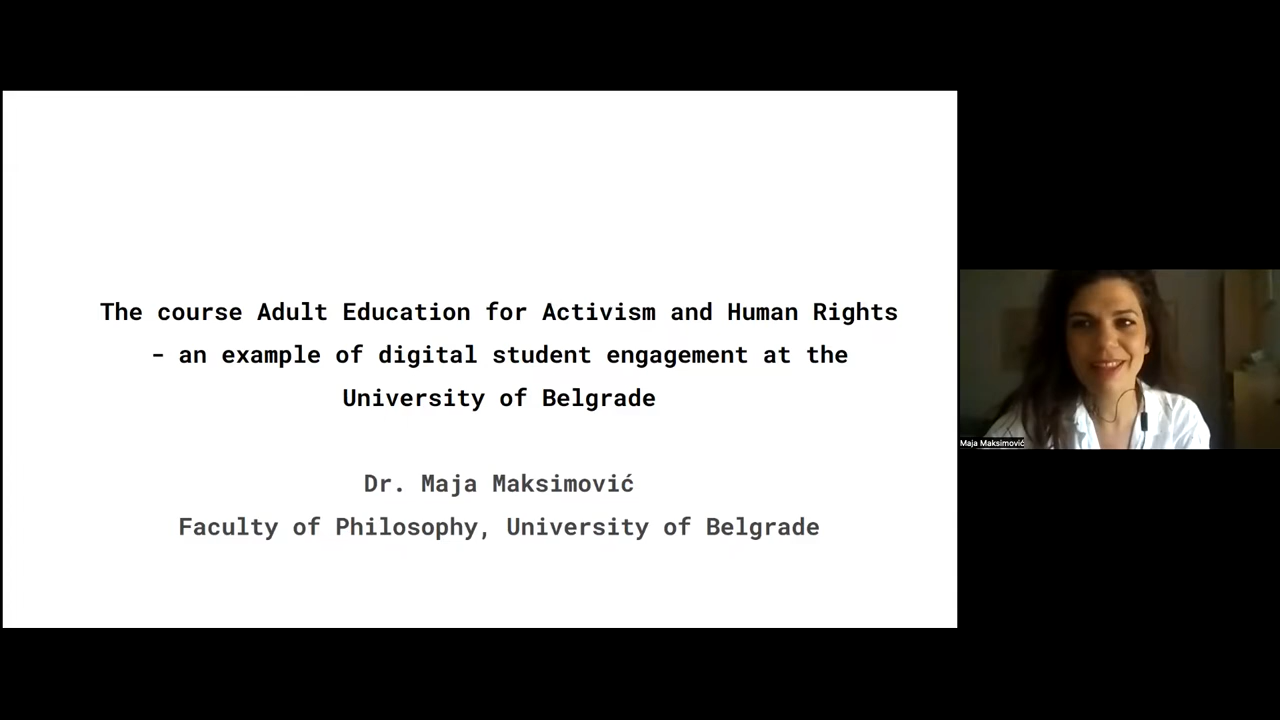 The course Adult Education for Activism and Human Rights
- an example of digital student engagement at the
University of Belgrade
Dr. Maja Maksimović
Faculty of Philosophy, University of Belgrade
Maja Maksimović